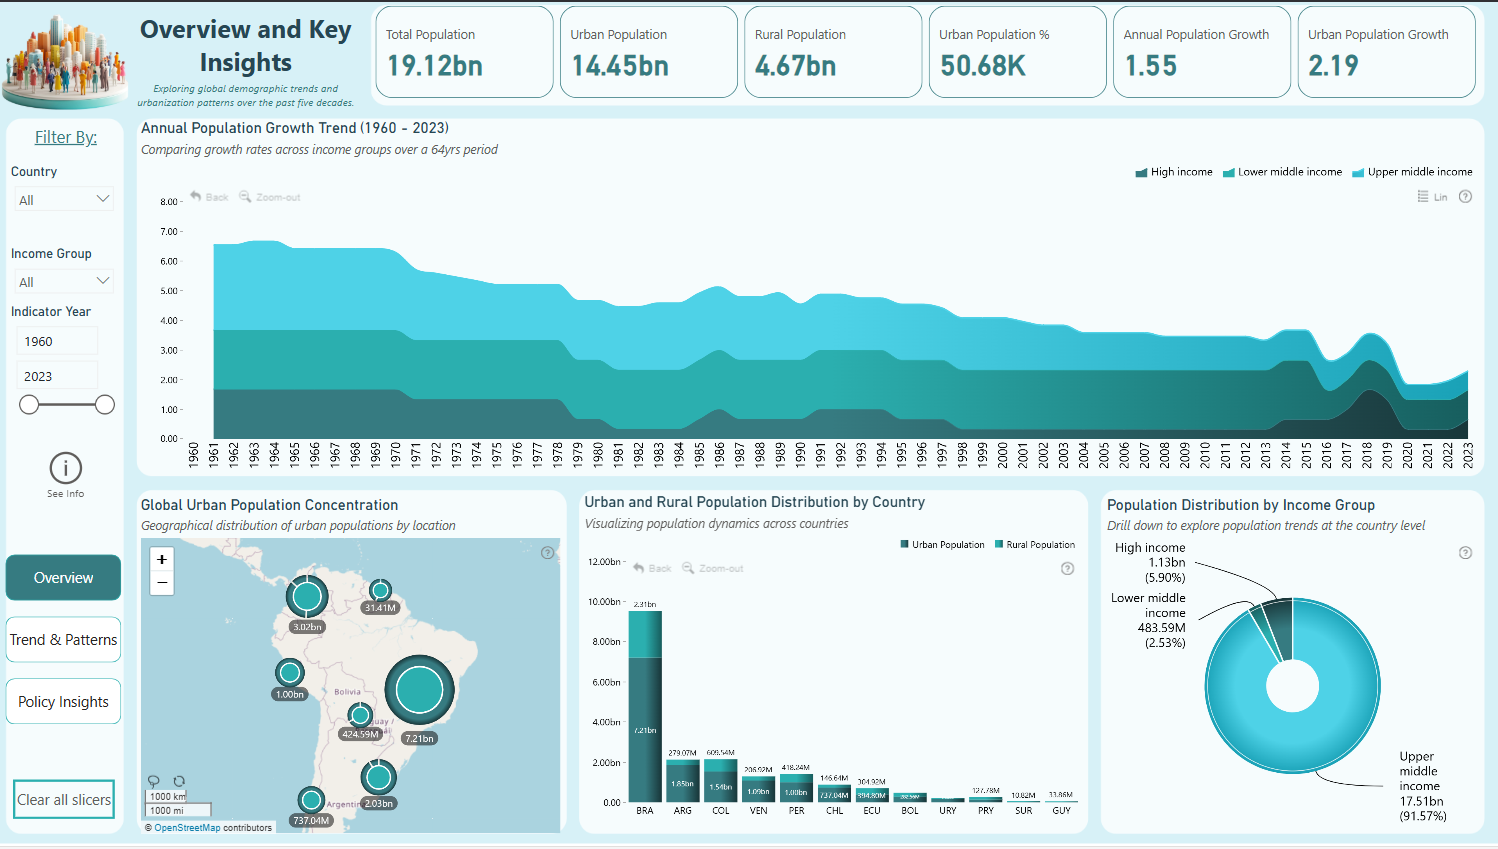 Overview and Key
Insights
Exploring global demographic trends and
urbanization patterns over the past five decades.
Total Population
19.12bn
Urban Population
14.45bn
Rural Population
4.67bn
Urban Population %
50.68K
Annual Population Growth
1.55
Urban Population Growth
2.19
Filter By:
Country
All
Income Group
All
Indicator Year
1960
2023
See Info
Overview
Trend & Patterns
Policy Insights
Clear all slicers
Annual Population Growth Trend (1960 - 2023)
Comparing growth rates across income groups over a 64yrs period
High income Lower middle income Upper middle income
Back Zoom-out
Lin
8.00
7.00
6.00
5.00
4.00
3.00
2.00
1.00
0.00
1960 1961 1962 1963 1964 1965 1966 1967 1968 1969 1970 1971 1972 1973 1974 1975 1976 1977 1978 1979 1980 1981 1982 1983 1984 1985 1986 1987 1988 1989 1990 1991 1992 1993 1994 1995 1996 1997 1998 1999 2000 2001 2002 2003 2004 2005 2006 2007 2008 2009 2010 2011 2012 2013 2014 2015 2016 2017 2018 2019 2020 2021 2022 2023
Global Urban Population Concentration
Geographical distribution of urban populations by location
+
−
31.41M
3.02bn
1.00bn
Bolivia
424.59M
7.21bn
2.03bn
737.04M
1000 km
1000 mi
© OpenStreetMap contributors
Urban and Rural Population Distribution by Country
Visualizing population dynamics across countries
Urban Population Rural Population
Back Zoom-out
12.00bn
10.00bn
8.00bn
6.00bn
4.00bn
2.00bn
0.00
2.31bn
7.21bn
279.07M
1.85bn
609.54M
1.54bn
206.92M
1.09bn
418.24M
1.00bn
146.64M
737.04M
304.92M
394.80M
127.78M
10.82M
33.86M
BRA ARG COL VEN PER CHL ECU BOL URY PRY SUR GUY
Population Distribution by Income Group
Drill down to explore population trends at the country level
High income
1.13bn
(5.90%)
Lower middle
income
483.59M
(2.53%)
Upper
middle
income
17.51bn
(91.57%)